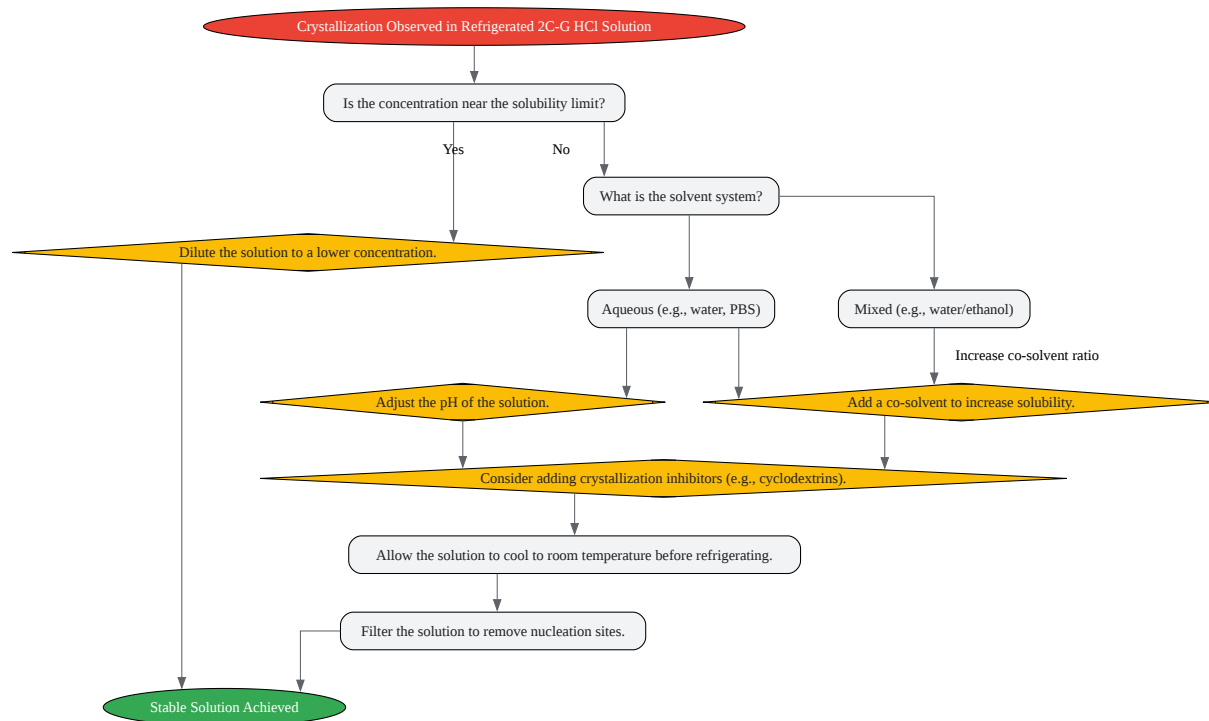 Crystallization Observed in Refrigerated 2C-G HCl Solution
Is the concentration near the solubility limit?
Yes
No
What is the solvent system?
Dilute the solution to a lower concentration.
Aqueous (e.g., water, PBS)
Mixed (e.g., water/ethanol)
Increase co-solvent ratio
Adjust the pH of the solution.
Add a co-solvent to increase solubility.
Consider adding crystallization inhibitors (e.g., cyclodextrins).
Allow the solution to cool to room temperature before refrigerating.
Filter the solution to remove nucleation sites.
Stable Solution Achieved